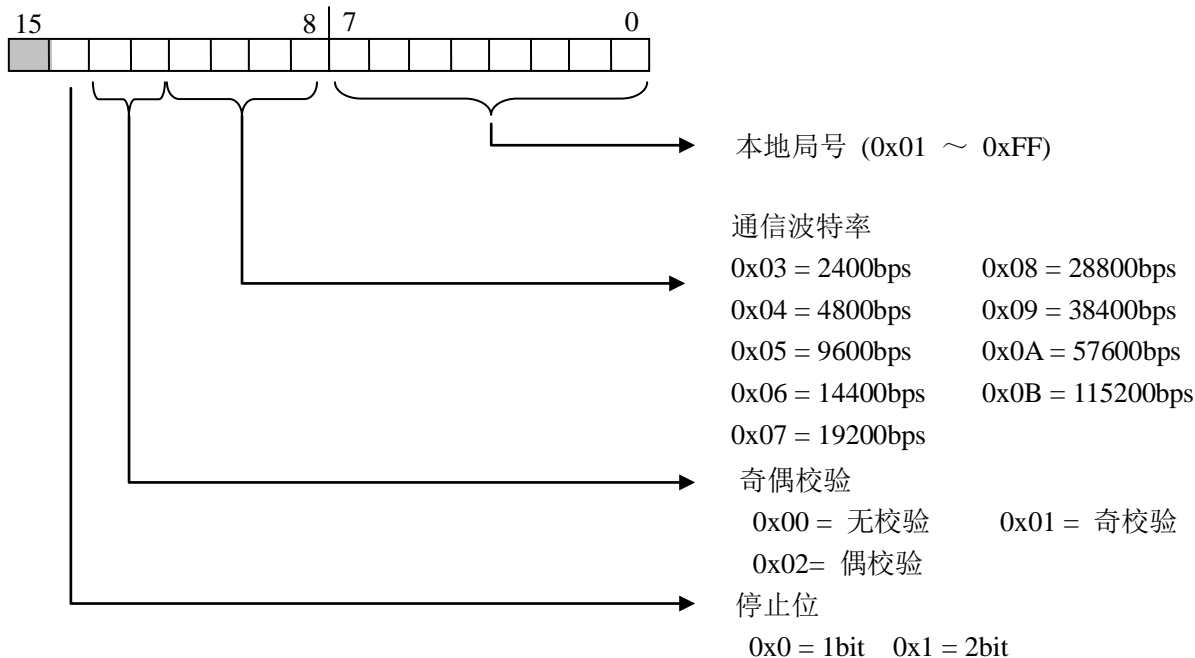 15 8 7 0
本地局号 (0x01 ～ 0xFF)
通信波特率
0x03 = 2400bps 0x08 = 28800bps
0x04 = 4800bps 0x09 = 38400bps
0x05 = 9600bps 0x0A = 57600bps
0x06 = 14400bps 0x0B = 115200bps
0x07 = 19200bps
奇偶校验
0x00 = 无校验 0x01 = 奇校验
0x02= 偶校验
停止位
0x0 = 1bit 0x1 = 2bit